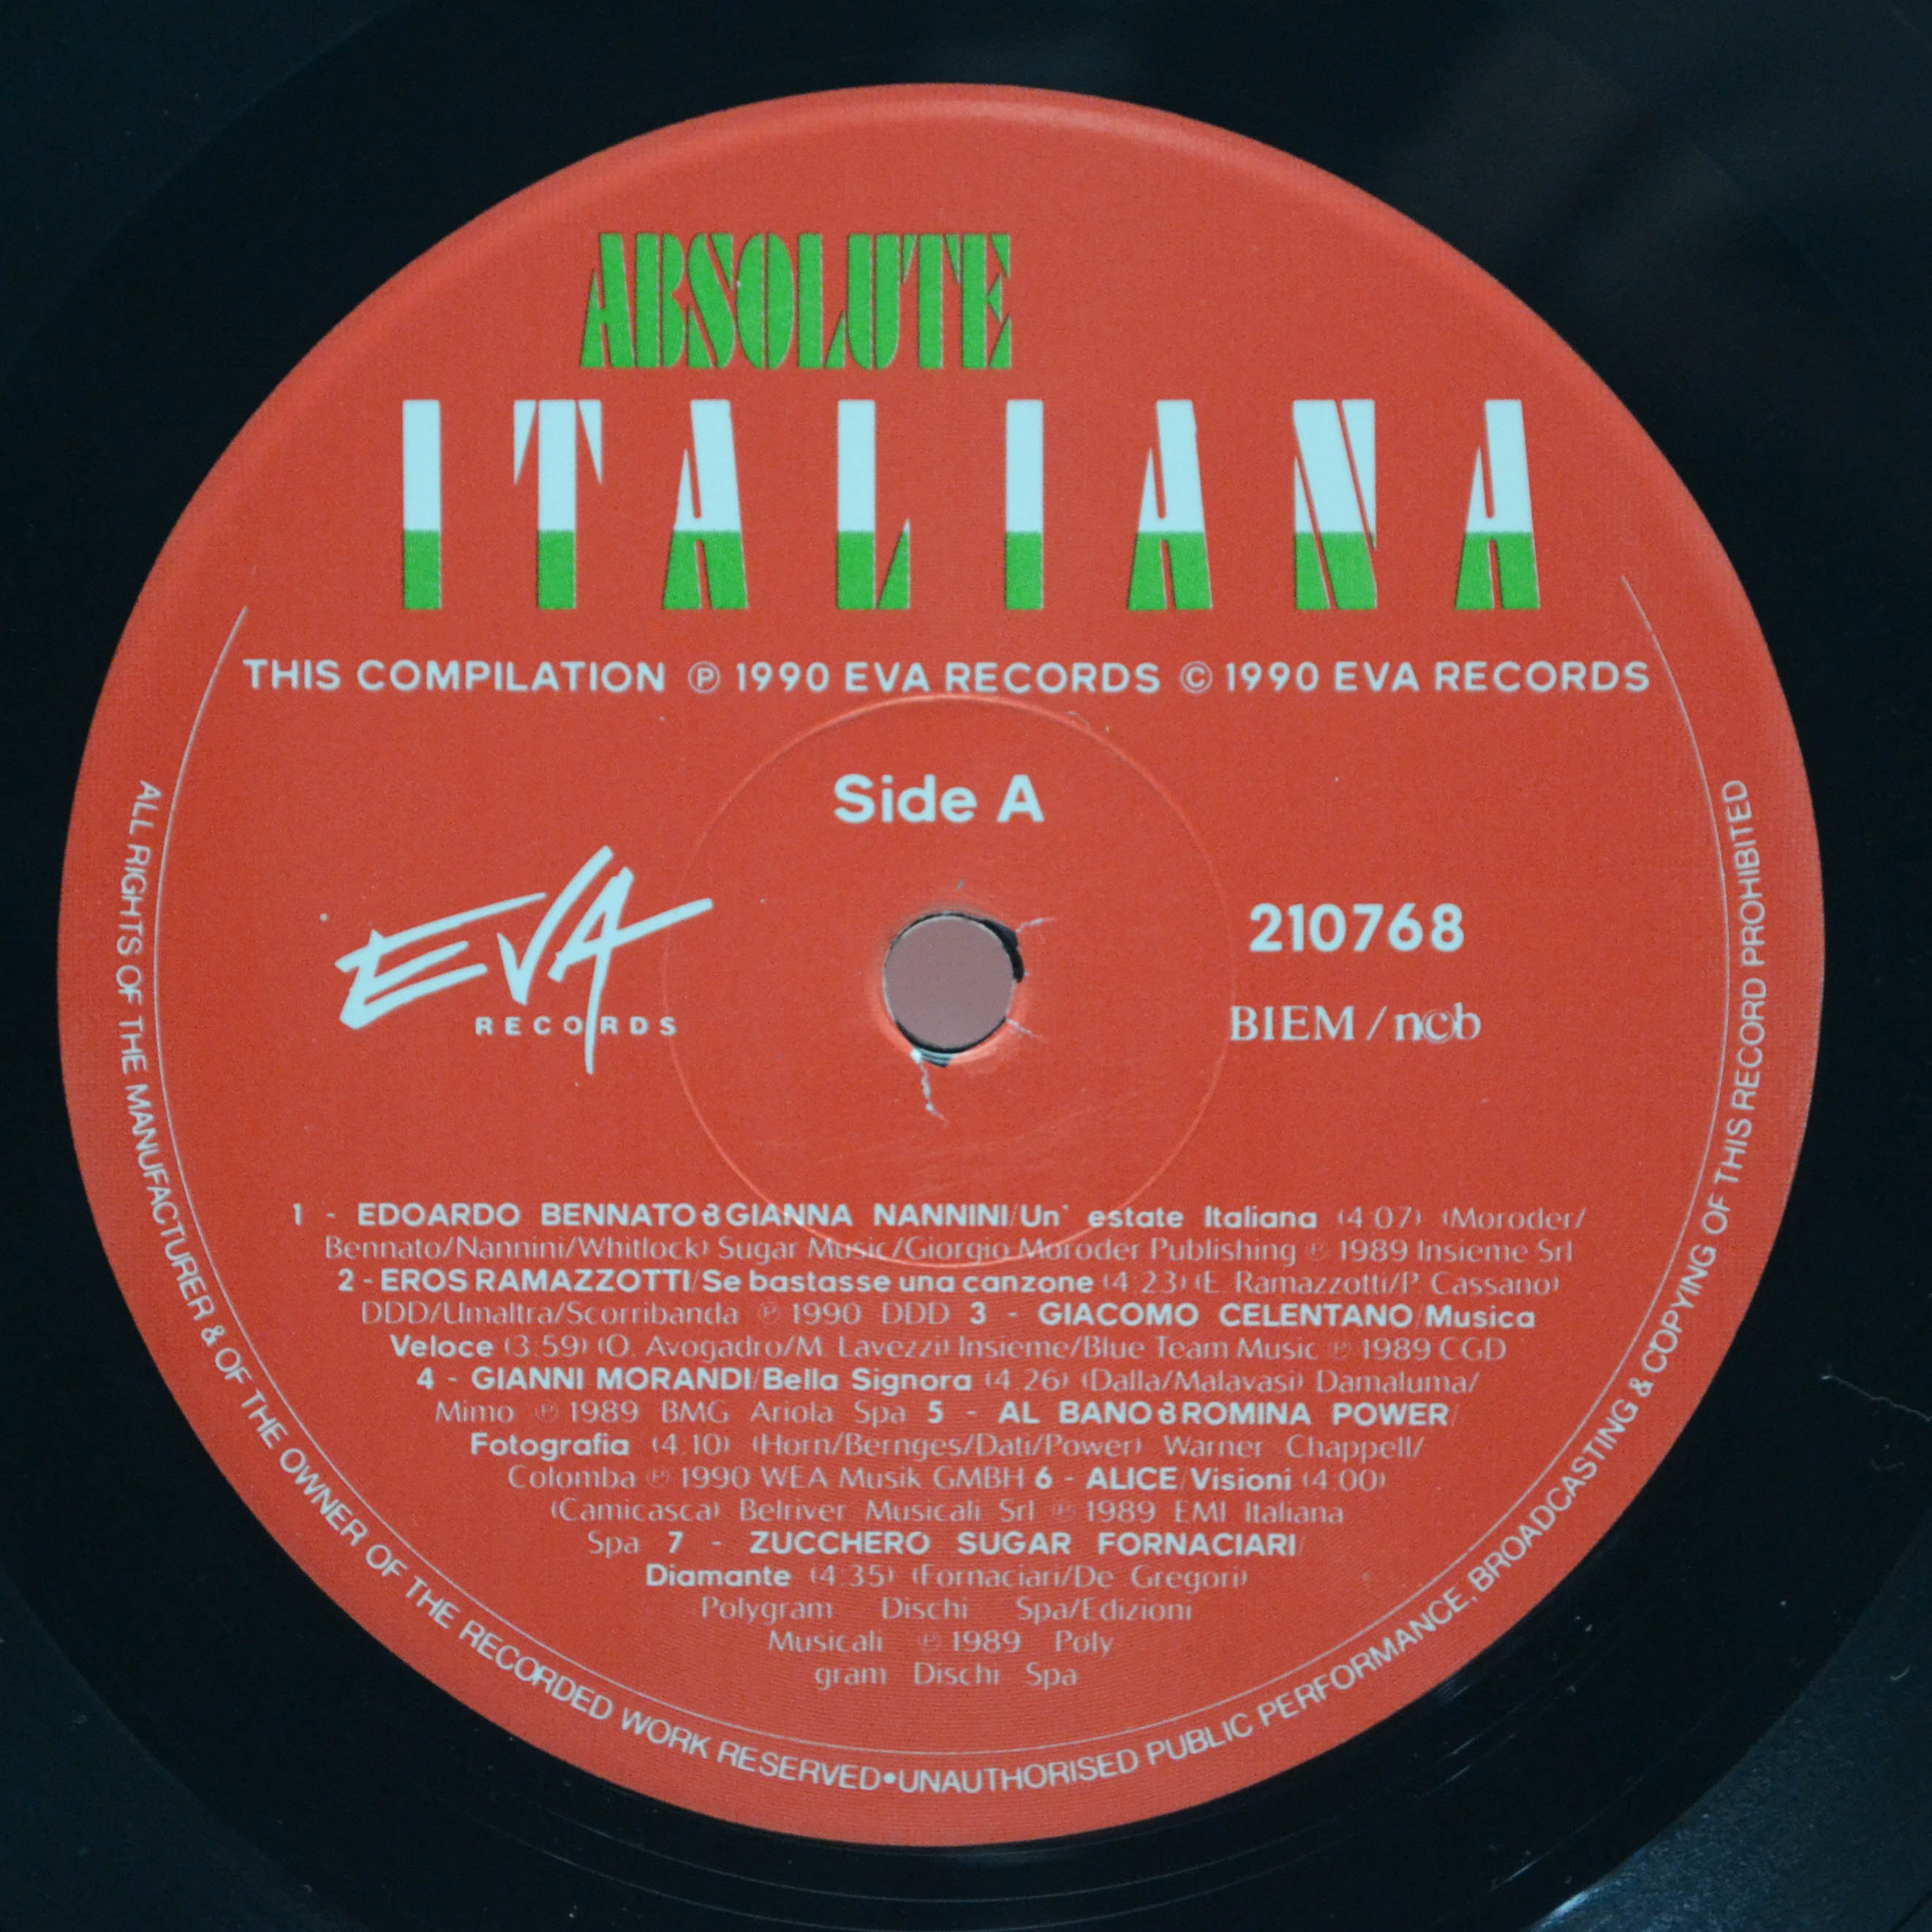 ABSOLUTE
ITALIANA
THIS COMPILATION ℗ 1990 EVA RECORDS © 1990 EVA RECORDS
Side A
EVA
RECORDS
210768
BIEM / ncb
1 - EDOARDO BENNATO & GIANNA NANNINI/Un' estate Italiana (4:07) (Moroder/
Bennato/Nannini/Whitlock) Sugar Music/Giorgio Moroder Publishing ℗ 1989 Insieme Srl
2 - EROS RAMAZZOTTI/Se bastasse una canzone (4:23) (E. Ramazzotti/P. Cassano)
DDD/Umaltra/Scorribanda ℗ 1990 DDD 3 - GIACOMO CELENTANO/Musica
Veloce (3:59) (O. Avogadro/M. Lavezzi) Insieme/Blue Team Music ℗ 1989 CGD
4 - GIANNI MORANDI/Bella Signora (4:26) (Dalla/Malavasi) Damaluma/
Mimo ℗ 1989 BMG Ariola Spa 5 - AL BANO & ROMINA POWER/
Fotografia (4:10) (Horn/Bernges/Dati/Power) Warner Chappell/
Colomba ℗ 1990 WEA Musik GMBH 6 - ALICE/Visioni (4:00)
(Camicasca) Belriver Musicali Srl ℗ 1989 EMI Italiana
Spa 7 - ZUCCHERO SUGAR FORNACIARI/
Diamante (4:35) (Fornaciari/De Gregori)
Polygram Dischi Spa/Edizioni
Musicali ℗ 1989 Poly
gram Dischi Spa
ALL RIGHTS OF THE MANUFACTURER & OF THE OWNER OF THE RECORDED WORK RESERVED•UNAUTHORISED PUBLIC PERFORMANCE, BROADCASTING & COPYING OF THIS RECORD PROHIBITED